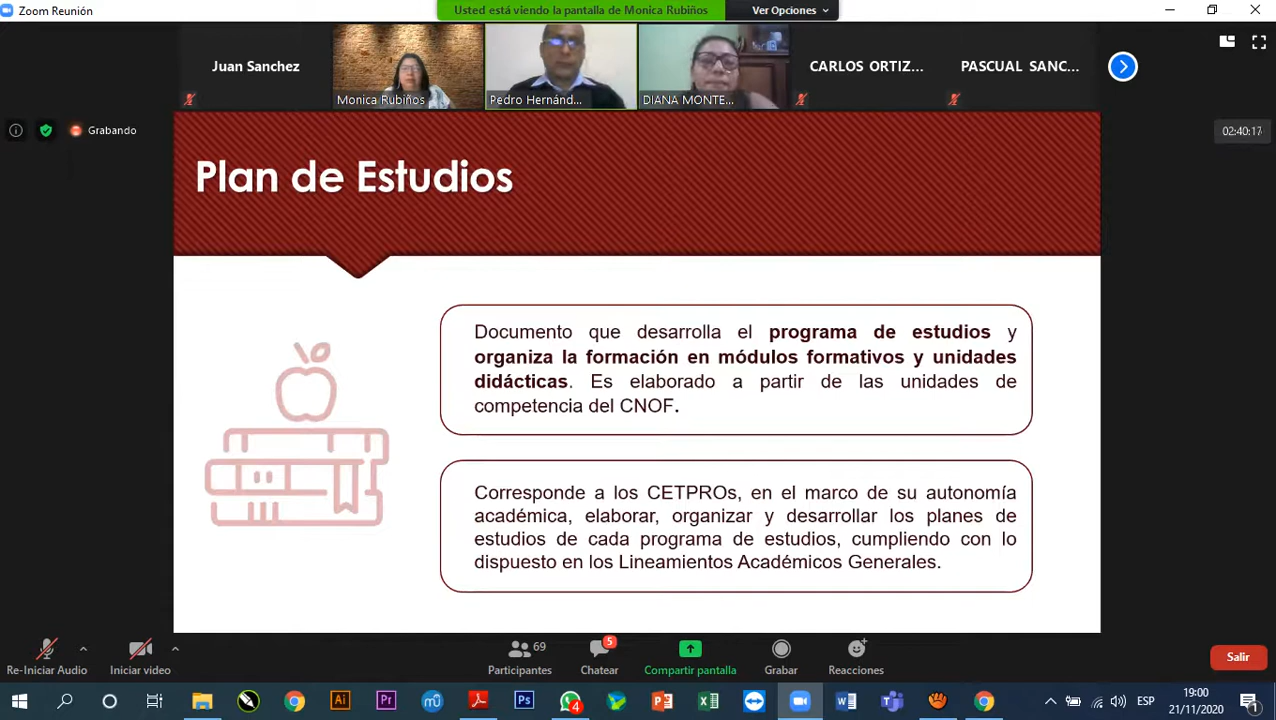 Zoom Reunión
Usted está viendo la pantalla de Monica Rubiños
Ver Opciones
Juan Sanchez
Monica Rubiños
Pedro Hernánd...
DIANA MONTE...
CARLOS ORTIZ...
PASCUAL SANC...
Grabando
02:40:17
Plan de Estudios
Documento que desarrolla el programa de estudios y
organiza la formación en módulos formativos y unidades
didácticas. Es elaborado a partir de las unidades de
competencia del CNOF.
Corresponde a los CETPROs, en el marco de su autonomía
académica, elaborar, organizar y desarrollar los planes de
estudios de cada programa de estudios, cumpliendo con lo
dispuesto en los Lineamientos Académicos Generales.
Re-Iniciar Audio
Iniciar video
69
Participantes
5
Chatear
Compartir pantalla
Grabar
Reacciones
Salir
Ai
Pr
Ps
4
ESP
19:00
21/11/2020
1